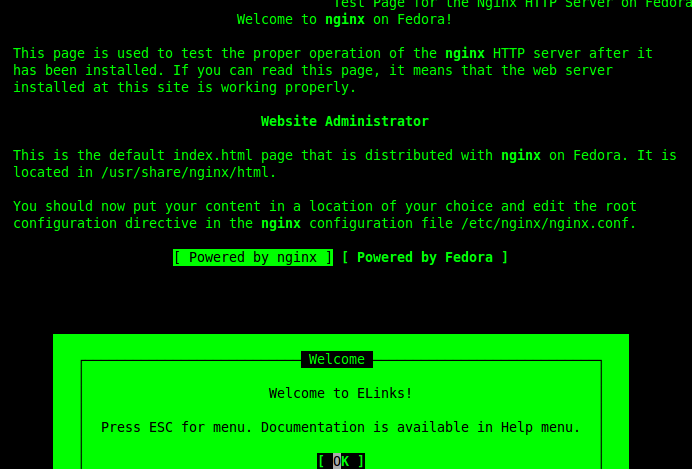 Test Page for the Nginx HTTP Server on Fedora
Welcome to nginx on Fedora!
This page is used to test the proper operation of the nginx HTTP server after it
has been installed. If you can read this page, it means that the web server
installed at this site is working properly.
Website Administrator
This is the default index.html page that is distributed with nginx on Fedora. It is
located in /usr/share/nginx/html.
You should now put your content in a location of your choice and edit the root
configuration directive in the nginx configuration file /etc/nginx/nginx.conf.
[ Powered by nginx ] [ Powered by Fedora ]
Welcome
Welcome to ELinks!
Press ESC for menu. Documentation is available in Help menu.
[ OK ]